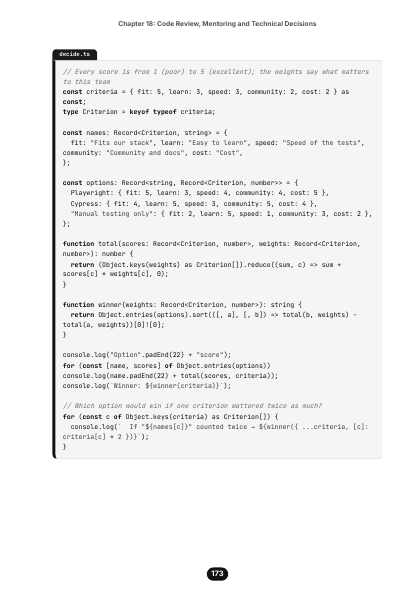 Chapter 18: Code Review, Mentoring and Technical Decisions
decide.ts
// Every score is from 1 (poor) to 5 (excellent); the weights say what matters
to this team
const criteria = { fit: 5, learn: 3, speed: 3, community: 2, cost: 2 } as
const;
type Criterion = keyof typeof criteria;
const names: Record<Criterion, string> = {
fit: "Fits our stack", learn: "Easy to learn", speed: "Speed of the tests",
community: "Community and docs", cost: "Cost",
};
const options: Record<string, Record<Criterion, number>> = {
Playwright: { fit: 5, learn: 3, speed: 4, community: 4, cost: 5 },
Cypress: { fit: 4, learn: 5, speed: 3, community: 5, cost: 4 },
"Manual testing only": { fit: 2, learn: 5, speed: 1, community: 3, cost: 2 },
};
function total(scores: Record<Criterion, number>, weights: Record<Criterion,
number>): number {
return (Object.keys(weights) as Criterion[]).reduce((sum, c) => sum +
scores[c] * weights[c], 0);
}
function winner(weights: Record<Criterion, number>): string {
return Object.entries(options).sort(([, a], [, b]) => total(b, weights) -
total(a, weights))[0]![0];
}
console.log("Option".padEnd(22) + "score");
for (const [name, scores] of Object.entries(options))
console.log(name.padEnd(22) + total(scores, criteria));
console.log(`Winner: ${winner(criteria)}`);
// Which option would win if one criterion mattered twice as much?
for (const c of Object.keys(criteria) as Criterion[]) {
console.log(`  If "${names[c]}" counted twice → ${winner({ ...criteria, [c]:
criteria[c] * 2 })}`);
}
173